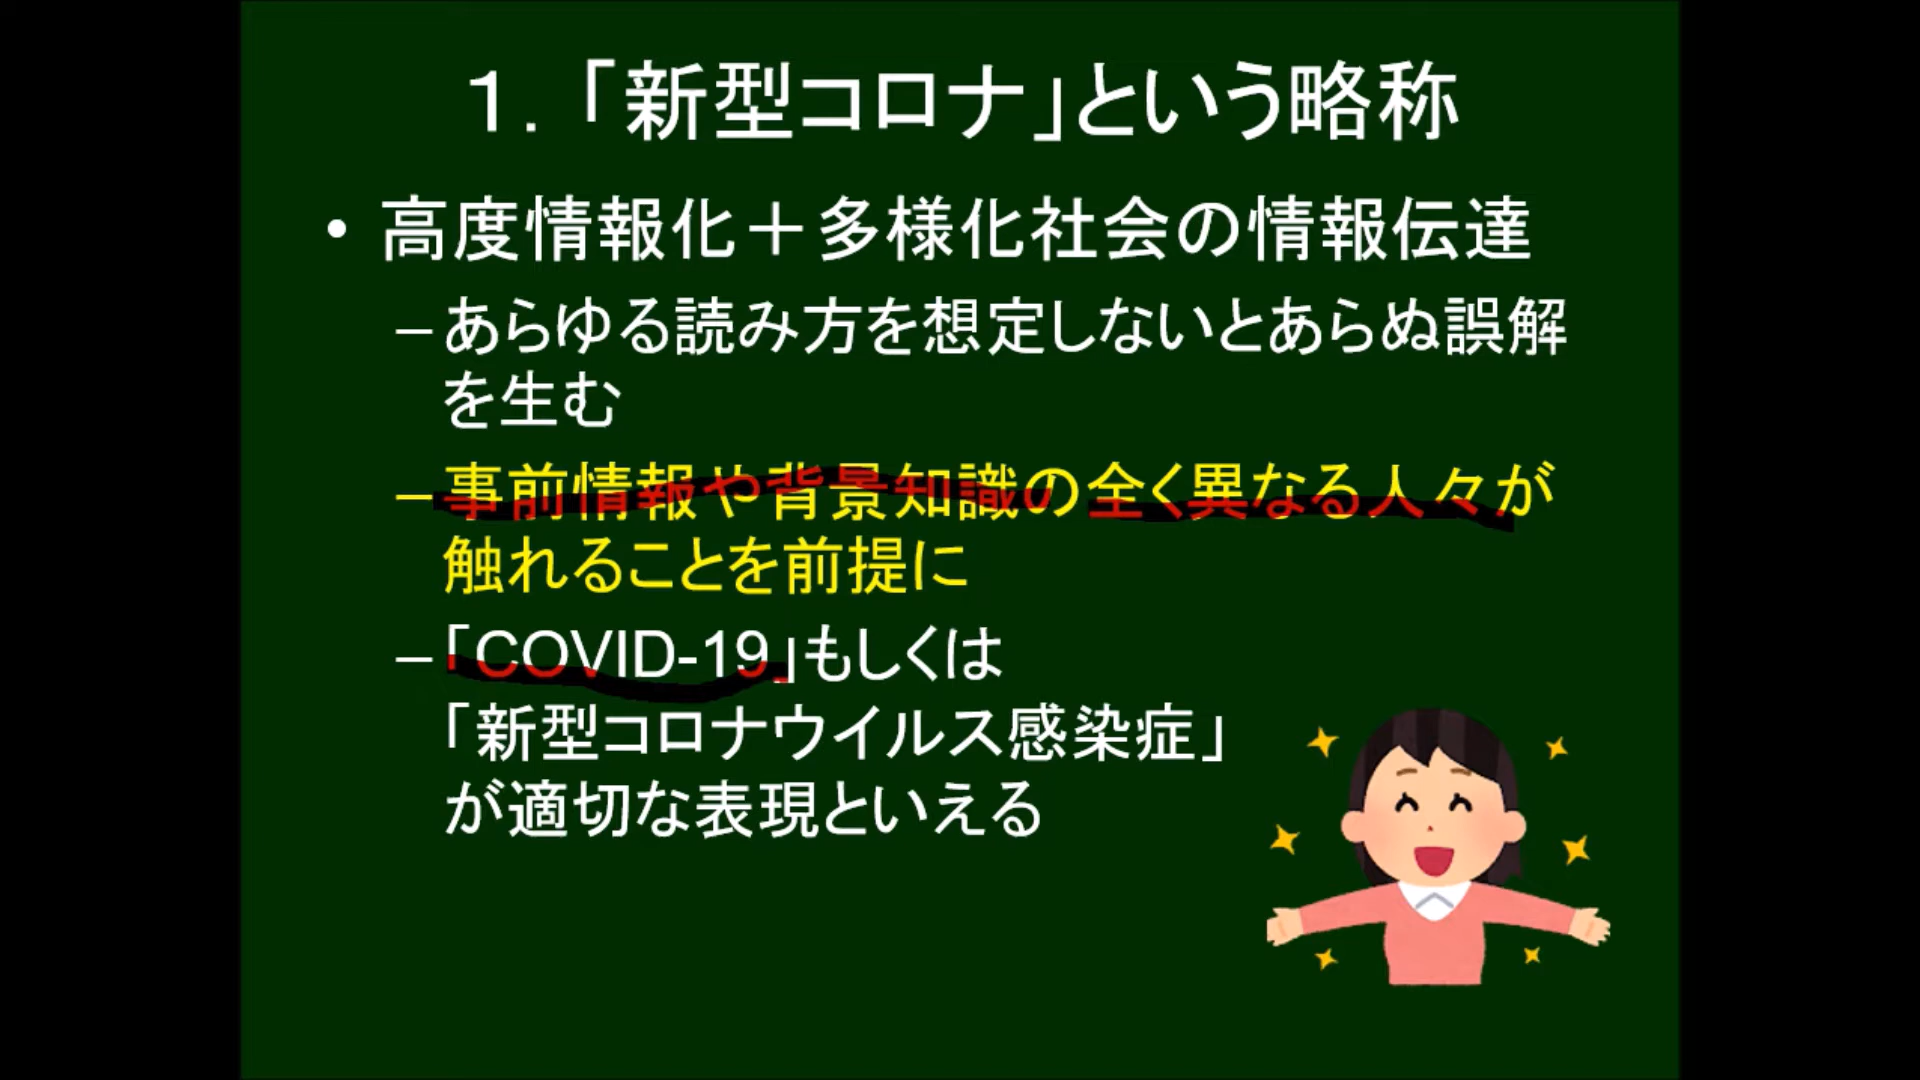 1. 「新型コロナ」という略称
• 高度情報化＋多様化社会の情報伝達
–あらゆる読み方を想定しないとあらぬ誤解
を生む
–事前情報や背景知識の全く異なる人々が
触れることを前提に
–「COVID-19」もしくは
「新型コロナウイルス感染症」
が適切な表現といえる